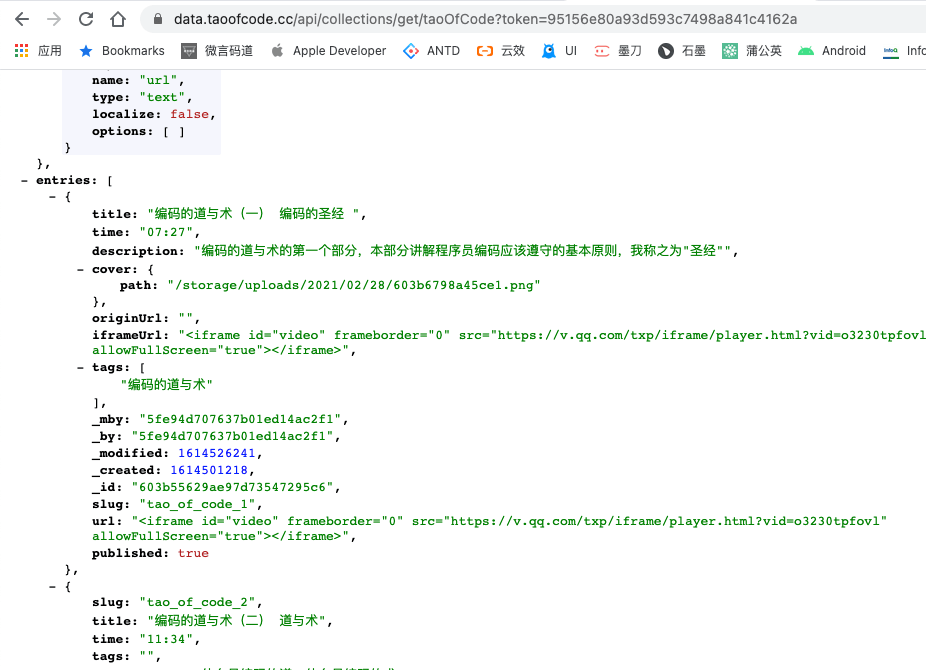 data.taoofcode.cc/api/collections/get/taoOfCode?token=95156e80a93d593c7498a841c4162a
应用 Bookmarks 微言码道 Apple Developer ANTD 云效 UI 墨刀 石墨 蒲公英 Android Info
name: "url",
type: "text",
localize: false,
options: [ ]
}
},
- entries: [
- {
title: "编码的道与术（一） 编码的圣经 ",
time: "07:27",
description: "编码的道与术的第一个部分，本部分讲解程序员编码应该遵守的基本原则，我称之为"圣经"",
- cover: {
path: "/storage/uploads/2021/02/28/603b6798a45ce1.png"
},
originUrl: "",
iframeUrl: "<iframe id="video" frameborder="0" src="https://v.qq.com/txp/iframe/player.html?vid=o3230tpfovl
allowFullScreen="true"></iframe>",
- tags: [
"编码的道与术"
],
_mby: "5fe94d707637b01ed14ac2f1",
_by: "5fe94d707637b01ed14ac2f1",
_modified: 1614526241,
_created: 1614501218,
_id: "603b55629ae97d73547295c6",
slug: "tao_of_code_1",
url: "<iframe id="video" frameborder="0" src="https://v.qq.com/txp/iframe/player.html?vid=o3230tpfovl"
allowFullScreen="true"></iframe>",
published: true
},
- {
slug: "tao_of_code_2",
title: "编码的道与术（二） 道与术",
time: "11:34",
tags: "",